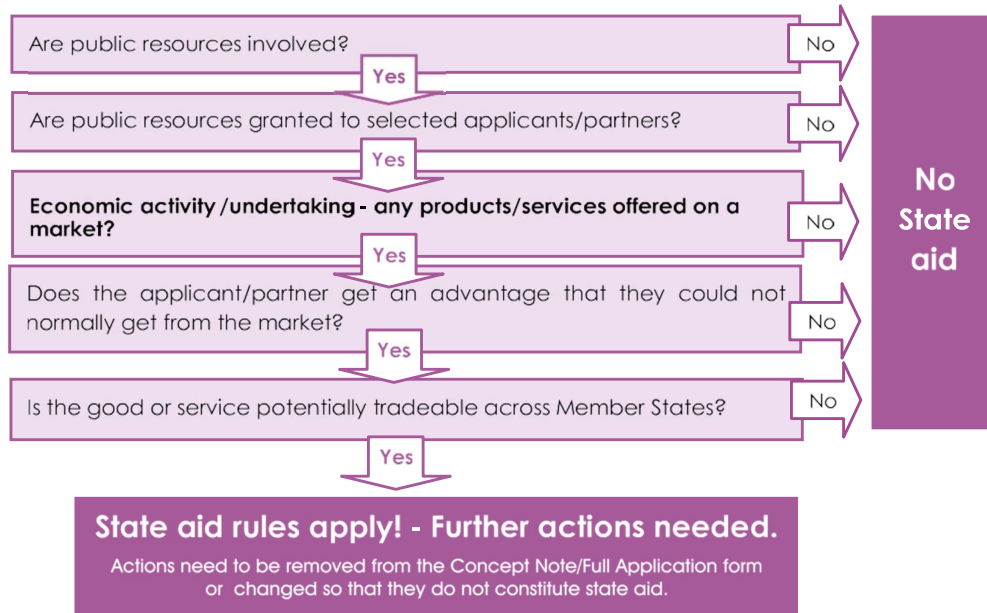 Are public resources involved?
No
Yes
Are public resources granted to selected applicants/partners?
No
Yes
Economic activity/undertaking - any products/services offered on a
market?
No
Yes
Does the applicant/partner get an advantage that they could not
normally get from the market?
No
Yes
Is the good or service potentially tradeable across Member States?
No
Yes
No
State
aid
State aid rules apply! - Further actions needed.
Actions need to be removed from the Concept Note/Full Application form
or changed so that they do not constitute state aid.